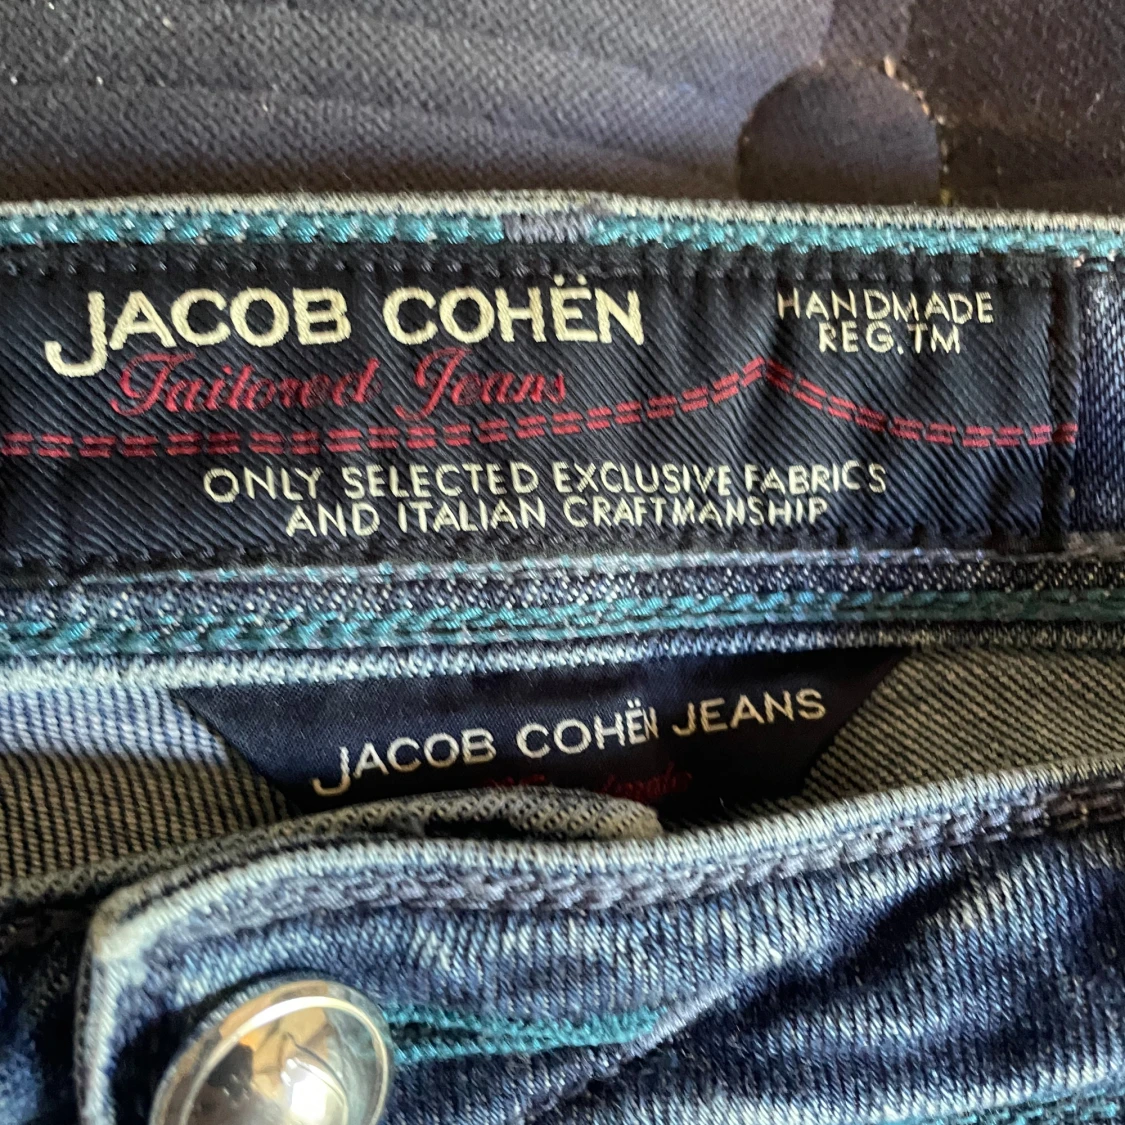 JACOB COHËN
Tailored Jeans
HANDMADE
REG.TM
ONLY SELECTED EXCLUSIVE FABRICS
AND ITALIAN CRAFTMANSHIP
JACOB COHËN JEANS